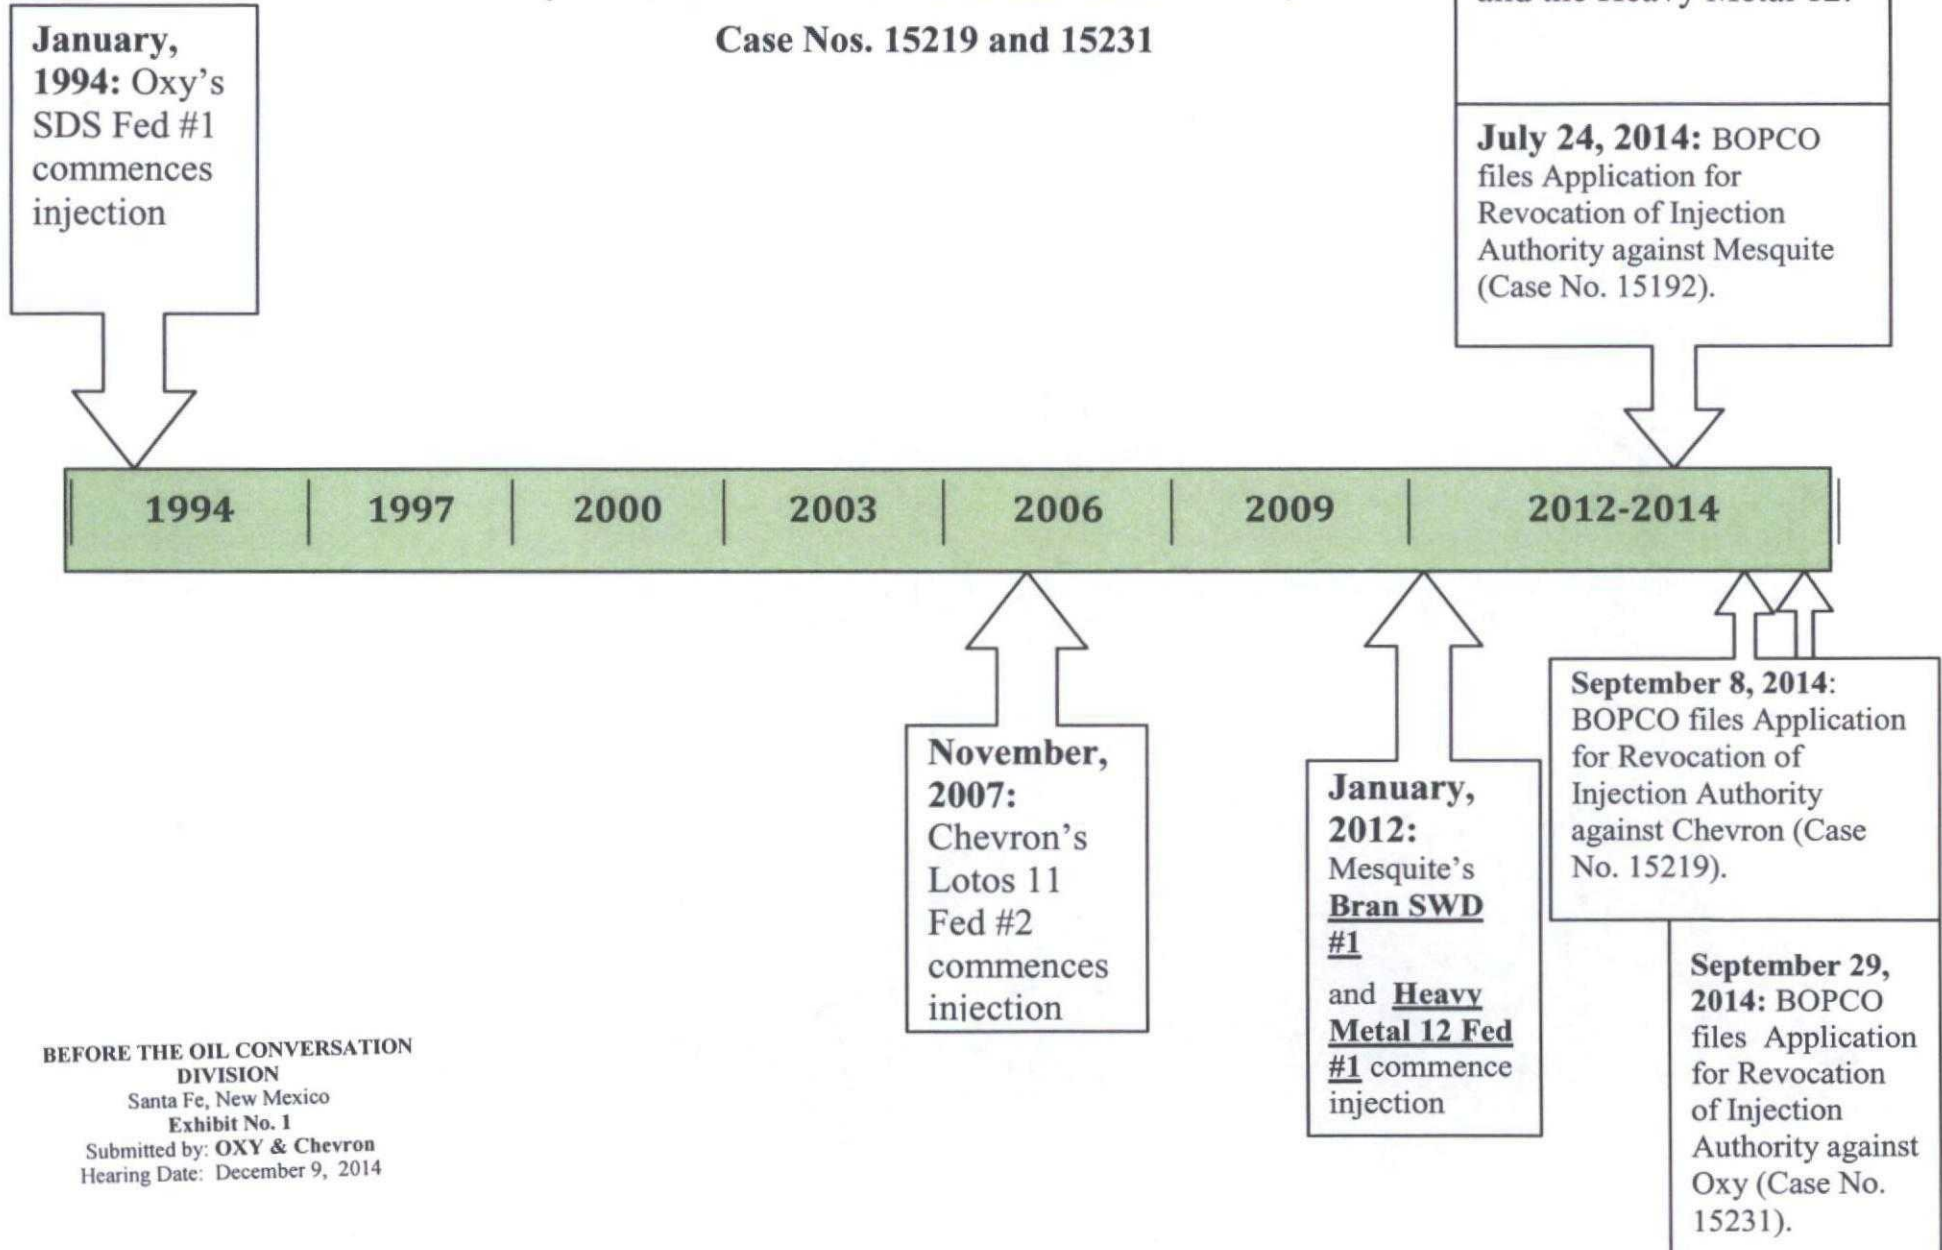 Case Nos. 15219 and 15231
January,
1994: Oxy's
SDS Fed #1
commences
injection
July 24, 2014: BOPCO
files Application for
Revocation of Injection
Authority against Mesquite
(Case No. 15192).
1994
1997
2000
2003
2006
2009
2012-2014
November,
2007:
Chevron's
Lotos 11
Fed #2
commences
injection
January,
2012:
Mesquite's
Bran SWD
#1
and Heavy
Metal 12 Fed
#1 commence
injection
September 8, 2014:
BOPCO files Application
for Revocation of
Injection Authority
against Chevron (Case
No. 15219).
September 29,
2014: BOPCO
files Application
for Revocation
of Injection
Authority against
Oxy (Case No.
15231).
BEFORE THE OIL CONVERSATION
DIVISION
Santa Fe, New Mexico
Exhibit No. 1
Submitted by: OXY & Chevron
Hearing Date: December 9, 2014